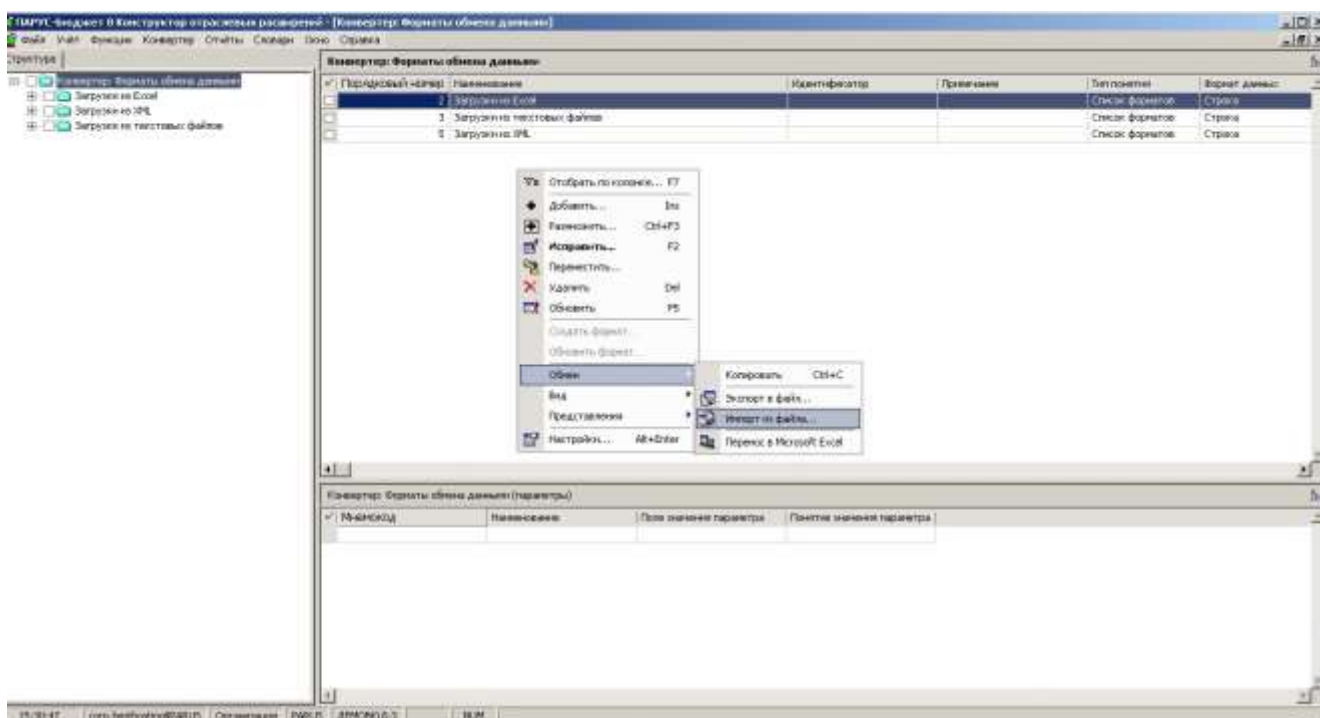 ПАРУС-Бюджет 8 Конструктор отраслевых расширений - [Конвертер: Форматы обмена данными]
Файл Учёт Функции Конвертер Отчёты Словари Окно Справка
Структура
Конвертер: Форматы обмена данными
Загрузки из Excel
Загрузки из XML
Загрузки из текстовых файлов
Конвертер: Форматы обмена данными
Порядковый номер Наименование Идентификатор Примечание Тип понятия Формат данных
2 Загрузки из Excel Список форматов Строка
3 Загрузки из текстовых файлов Список форматов Строка
5 Загрузки из XML Список форматов Строка
Отобрать по колонке... F7
Добавить... Ins
Размножить... Ctrl+F3
Исправить... F2
Переместить...
Удалить Del
Обновить F5
Создать формат...
Обновить формат...
Обмен
Вид
Представления
Настройки... Alt+Enter
Копировать Ctrl+C
Экспорт в файл...
Импорт из файла...
Перенос в Microsoft Excel
Конвертер: Форматы обмена данными (параметры)
Мнемокод Наименование Поле значения параметра Понятие значения параметра
15:30:47 Организация PARUS NUM